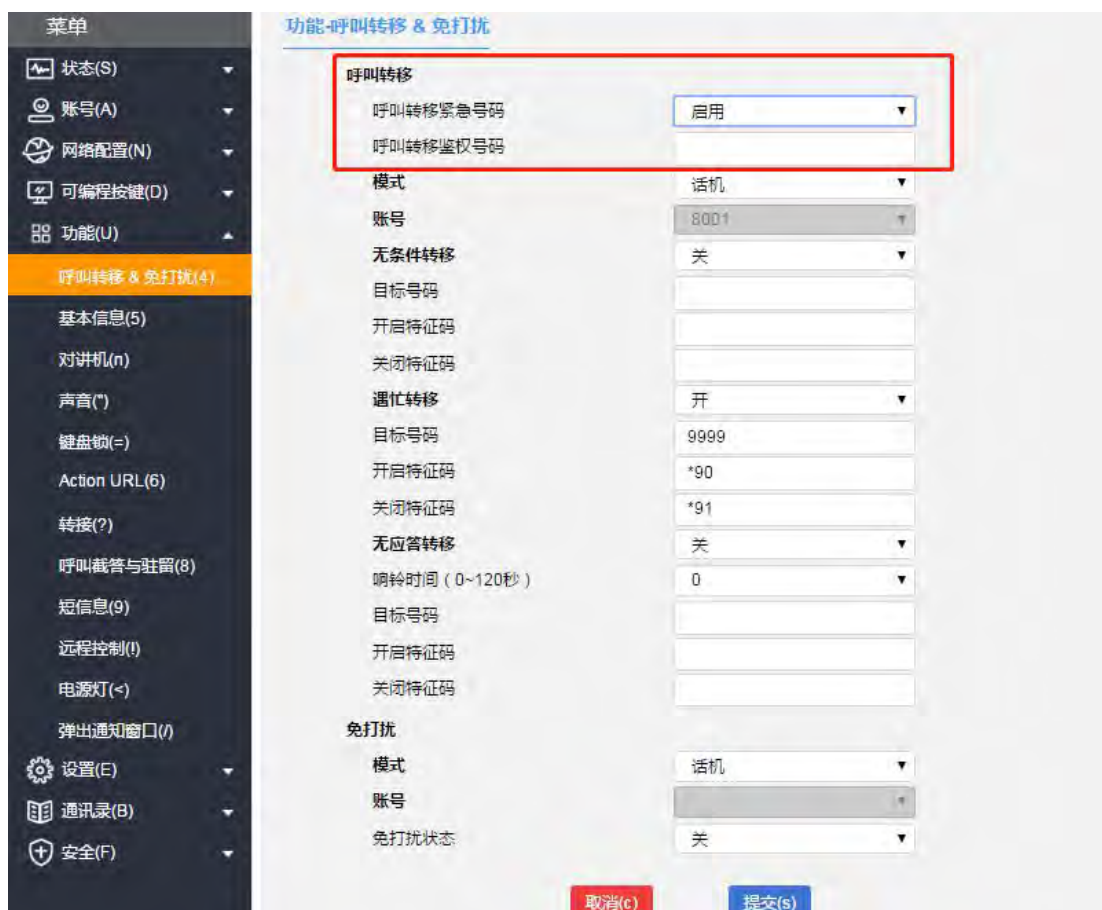 菜单
状态(S)
账号(A)
网络配置(N)
可编程按键(D)
功能(U)
呼叫转移 & 免打扰(4)
基本信息(5)
对讲机(n)
声音(")
键盘锁(=)
Action URL(6)
转接(?)
呼叫截答与驻留(8)
短信息(9)
远程控制(!)
电源灯(<)
弹出通知窗口(/)
设置(E)
通讯录(B)
安全(F)
功能-呼叫转移 & 免打扰
呼叫转移
呼叫转移紧急号码 启用
呼叫转移鉴权号码
模式 话机
账号 8001
无条件转移 关
目标号码
开启特征码
关闭特征码
遇忙转移 开
目标号码 9999
开启特征码 *90
关闭特征码 *91
无应答转移 关
响铃时间（0~120秒） 0
目标号码
开启特征码
关闭特征码
免打扰
模式 话机
账号
免打扰状态 关
取消(c) 提交(s)